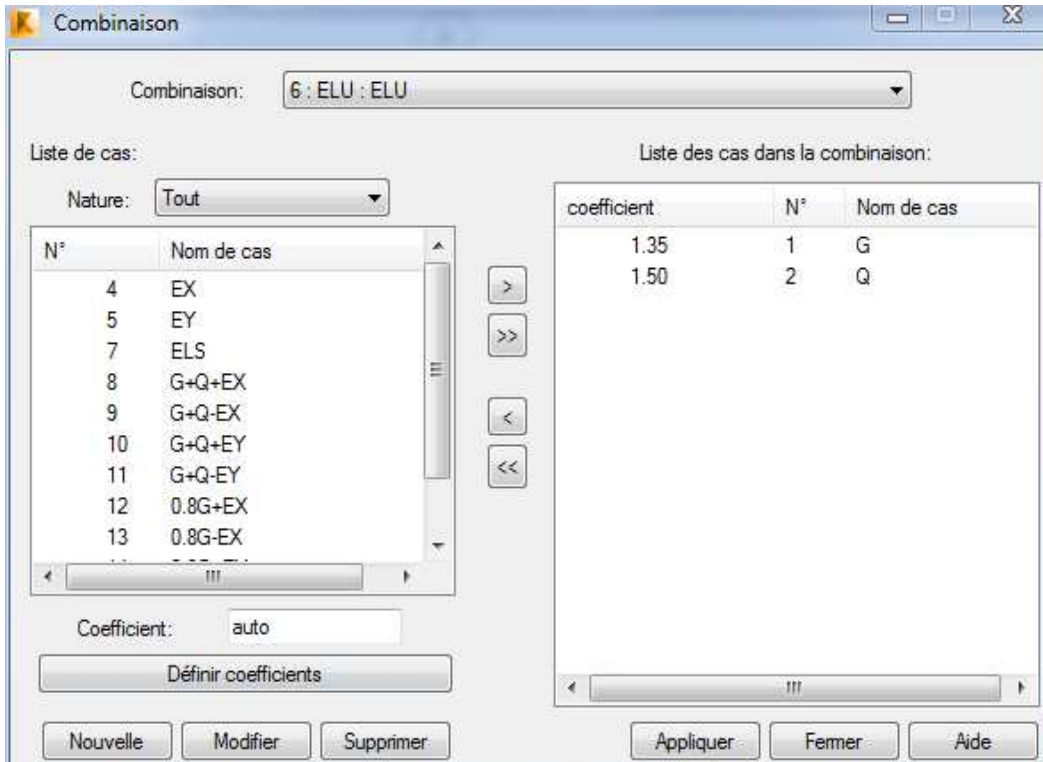 Combinaison
Combinaison: 6 : ELU : ELU
Liste de cas:
Nature: Tout
N° Nom de cas
4 EX
5 EY
7 ELS
8 G+Q+EX
9 G+Q-EX
10 G+Q+EY
11 G+Q-EY
12 0.8G+EX
13 0.8G-EX
Coefficient: auto
Définir coefficients
Nouvelle Modifier Supprimer
>
>>
<
<<
Liste des cas dans la combinaison:
coefficient N° Nom de cas
1.35 1 G
1.50 2 Q
Appliquer Fermer Aide